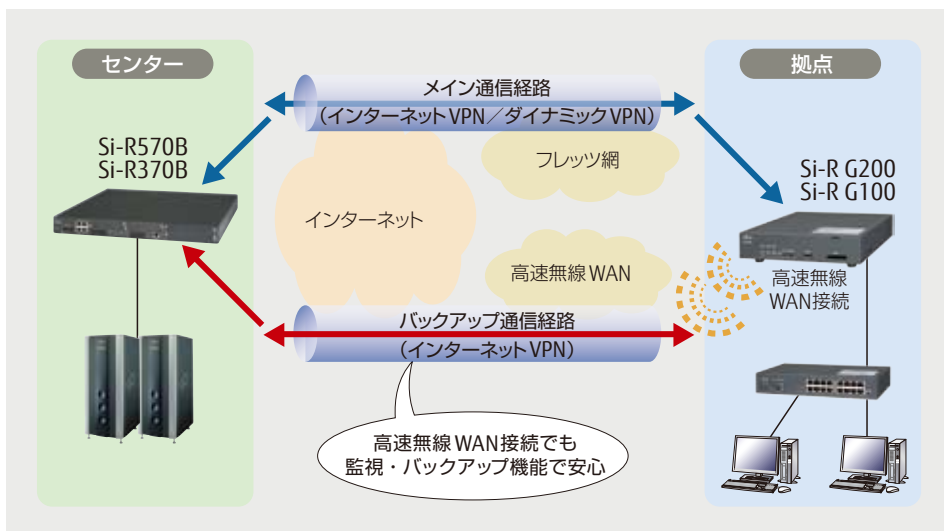 センター
拠点
メイン通信経路
（インターネットVPN／ダイナミックVPN）
Si-R570B
Si-R370B
フレッツ網
Si-R G200
Si-R G100
インターネット
高速無線WAN
高速無線
WAN接続
バックアップ通信経路
（インターネットVPN）
高速無線WAN接続でも
監視・バックアップ機能で安心